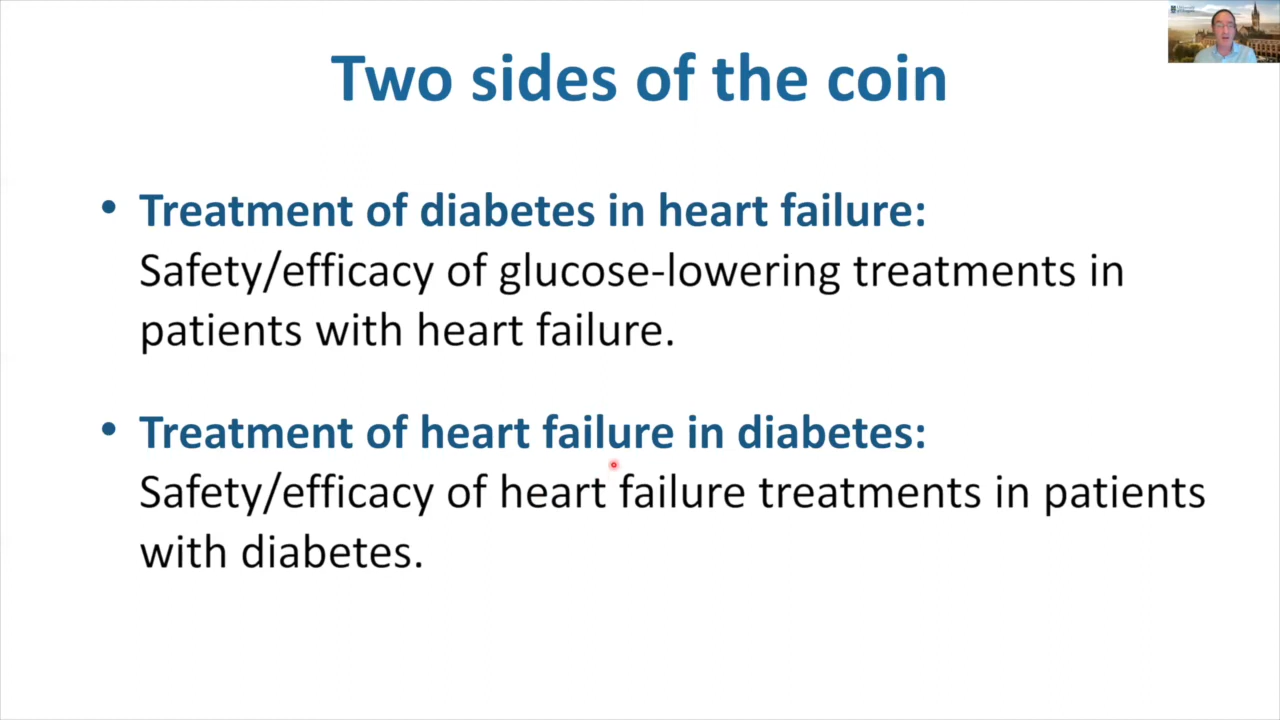 Two sides of the coin
• Treatment of diabetes in heart failure:
Safety/efficacy of glucose-lowering treatments in
patients with heart failure.
• Treatment of heart failure in diabetes:
Safety/efficacy of heart failure treatments in patients
with diabetes.